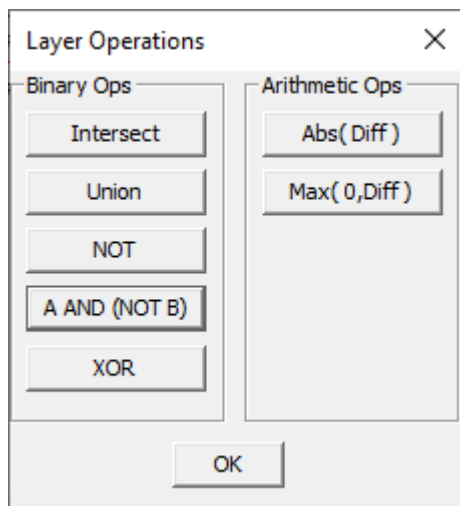 Layer Operations
Binary Ops
Intersect
Union
NOT
A AND (NOT B)
XOR
Arithmetic Ops
Abs( Diff )
Max( 0,Diff )
OK